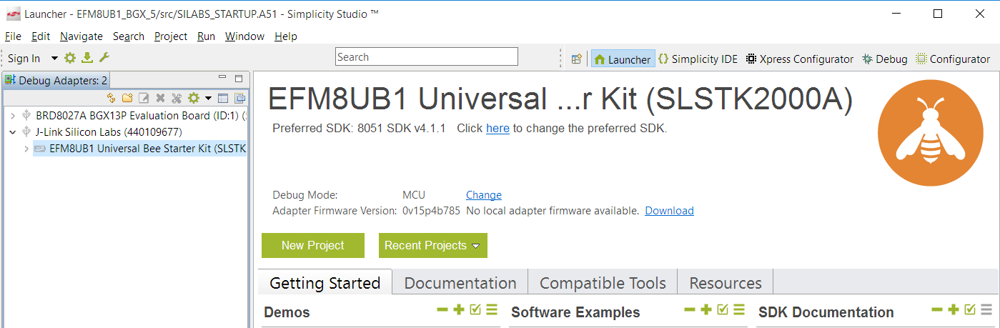 Launcher - EFM8UB1_BGX_5/src/SILABS_STARTUP.A51 - Simplicity Studio ™
File Edit Navigate Search Project Run Window Help
Sign In Search Launcher Simplicity IDE Xpress Configurator Debug Configurator
Debug Adapters: 2
BRD8027A BGX13P Evaluation Board (ID:1) (
J-Link Silicon Labs (440109677)
EFM8UB1 Universal Bee Starter Kit (SLSTK
EFM8UB1 Universal ...r Kit (SLSTK2000A)
Preferred SDK: 8051 SDK v4.1.1 Click here to change the preferred SDK.
Debug Mode: MCU Change
Adapter Firmware Version: 0v15p4b785 No local adapter firmware available. Download
New Project Recent Projects
Getting Started Documentation Compatible Tools Resources
Demos Software Examples SDK Documentation